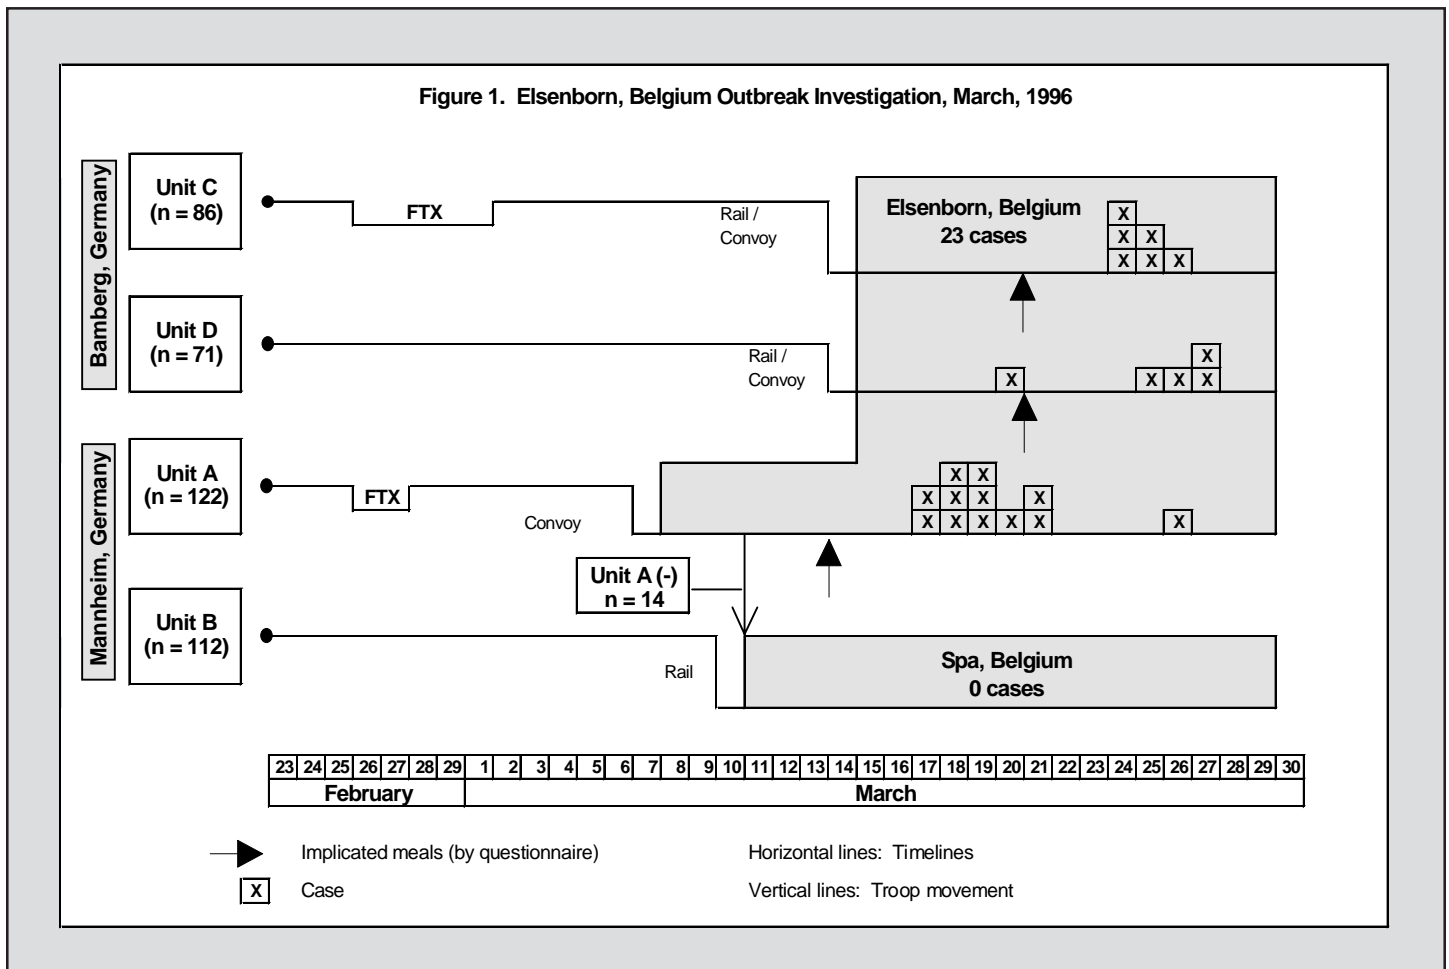 Figure 1. Elsenborn, Belgium Outbreak Investigation, March, 1996
Bamberg, Germany
Unit C
(n = 86)
FTX
Rail /
Convoy
Elsenborn, Belgium
23 cases
X
X X
X X X
Unit D
(n = 71)
Rail /
Convoy
X
X X X X
Mannheim, Germany
Unit A
(n = 122)
FTX
Convoy
X X
X X X X
X X X X X X
Unit A (-)
n = 14
Unit B
(n = 112)
Rail
Spa, Belgium
0 cases
23 24 25 26 27 28 29 1 2 3 4 5 6 7 8 9 10 11 12 13 14 15 16 17 18 19 20 21 22 23 24 25 26 27 28 29 30
February March
Implicated meals (by questionnaire) Horizontal lines: Timelines
X Case Vertical lines: Troop movement